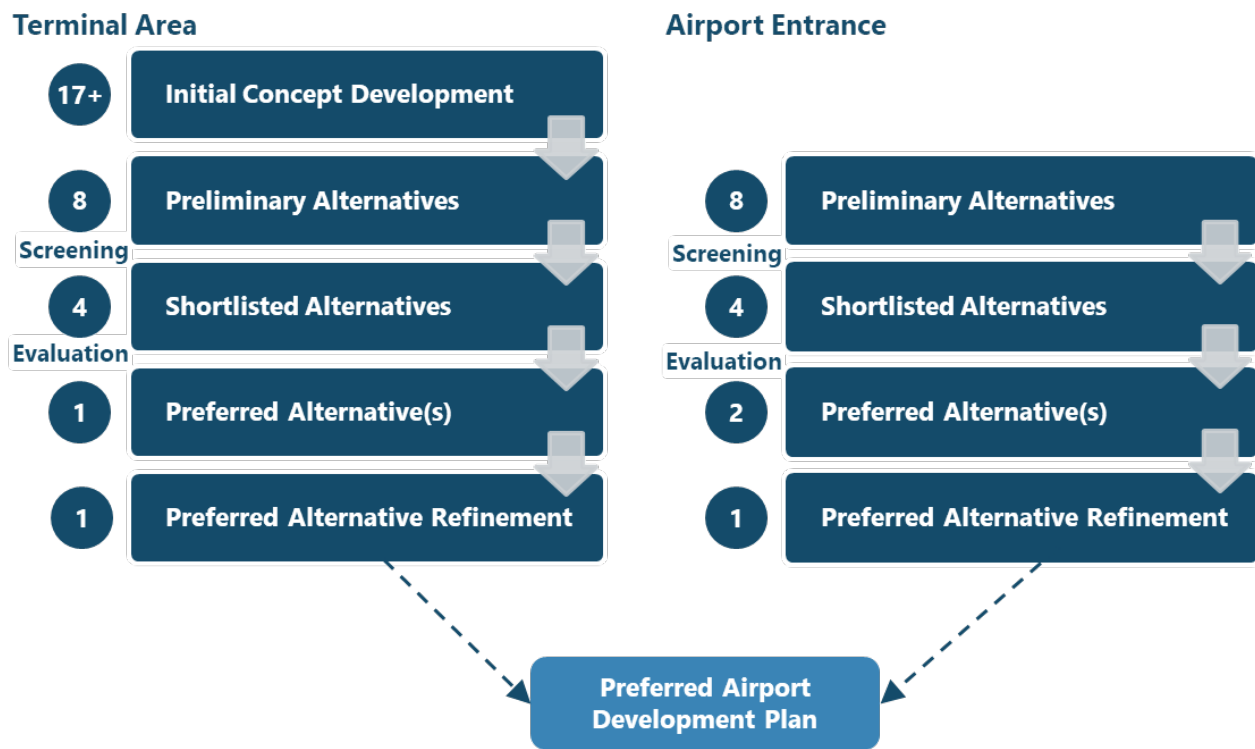 Terminal Area
17+
Initial Concept Development
8
Preliminary Alternatives
Screening
4
Shortlisted Alternatives
Evaluation
1
Preferred Alternative(s)
1
Preferred Alternative Refinement
Airport Entrance
8
Preliminary Alternatives
Screening
4
Shortlisted Alternatives
Evaluation
2
Preferred Alternative(s)
1
Preferred Alternative Refinement
Preferred Airport
Development Plan